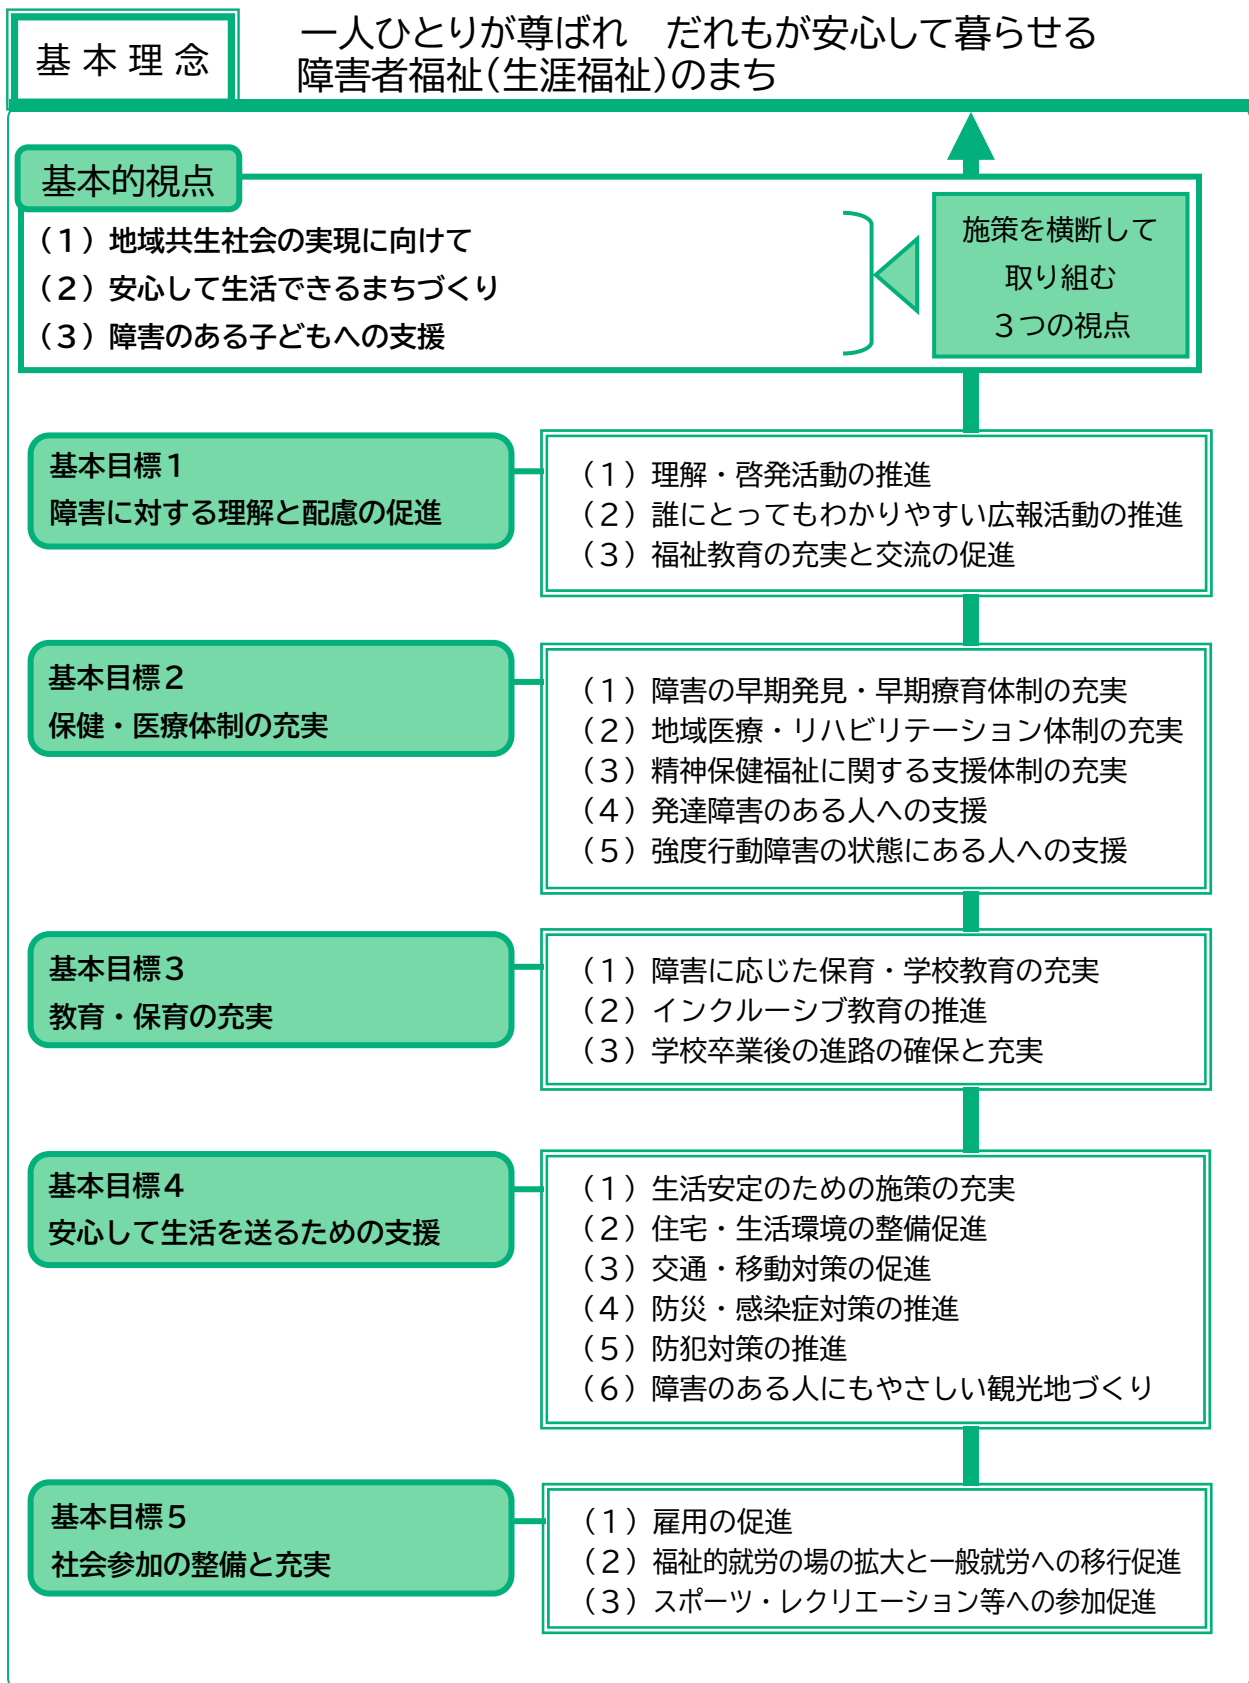 基本理念
一人ひとりが尊ばれ　だれもが安心して暮らせる
障害者福祉(生涯福祉)のまち
基本的視点
（１）地域共生社会の実現に向けて
（２）安心して生活できるまちづくり
（３）障害のある子どもへの支援
施策を横断して
取り組む
３つの視点
基本目標１
障害に対する理解と配慮の促進
（１）理解・啓発活動の推進
（２）誰にとってもわかりやすい広報活動の推進
（３）福祉教育の充実と交流の促進
基本目標２
保健・医療体制の充実
（１）障害の早期発見・早期療育体制の充実
（２）地域医療・リハビリテーション体制の充実
（３）精神保健福祉に関する支援体制の充実
（４）発達障害のある人への支援
（５）強度行動障害の状態にある人への支援
基本目標３
教育・保育の充実
（１）障害に応じた保育・学校教育の充実
（２）インクルーシブ教育の推進
（３）学校卒業後の進路の確保と充実
基本目標４
安心して生活を送るための支援
（１）生活安定のための施策の充実
（２）住宅・生活環境の整備促進
（３）交通・移動対策の促進
（４）防災・感染症対策の推進
（５）防犯対策の推進
（６）障害のある人にもやさしい観光地づくり
基本目標５
社会参加の整備と充実
（１）雇用の促進
（２）福祉的就労の場の拡大と一般就労への移行促進
（３）スポーツ・レクリエーション等への参加促進